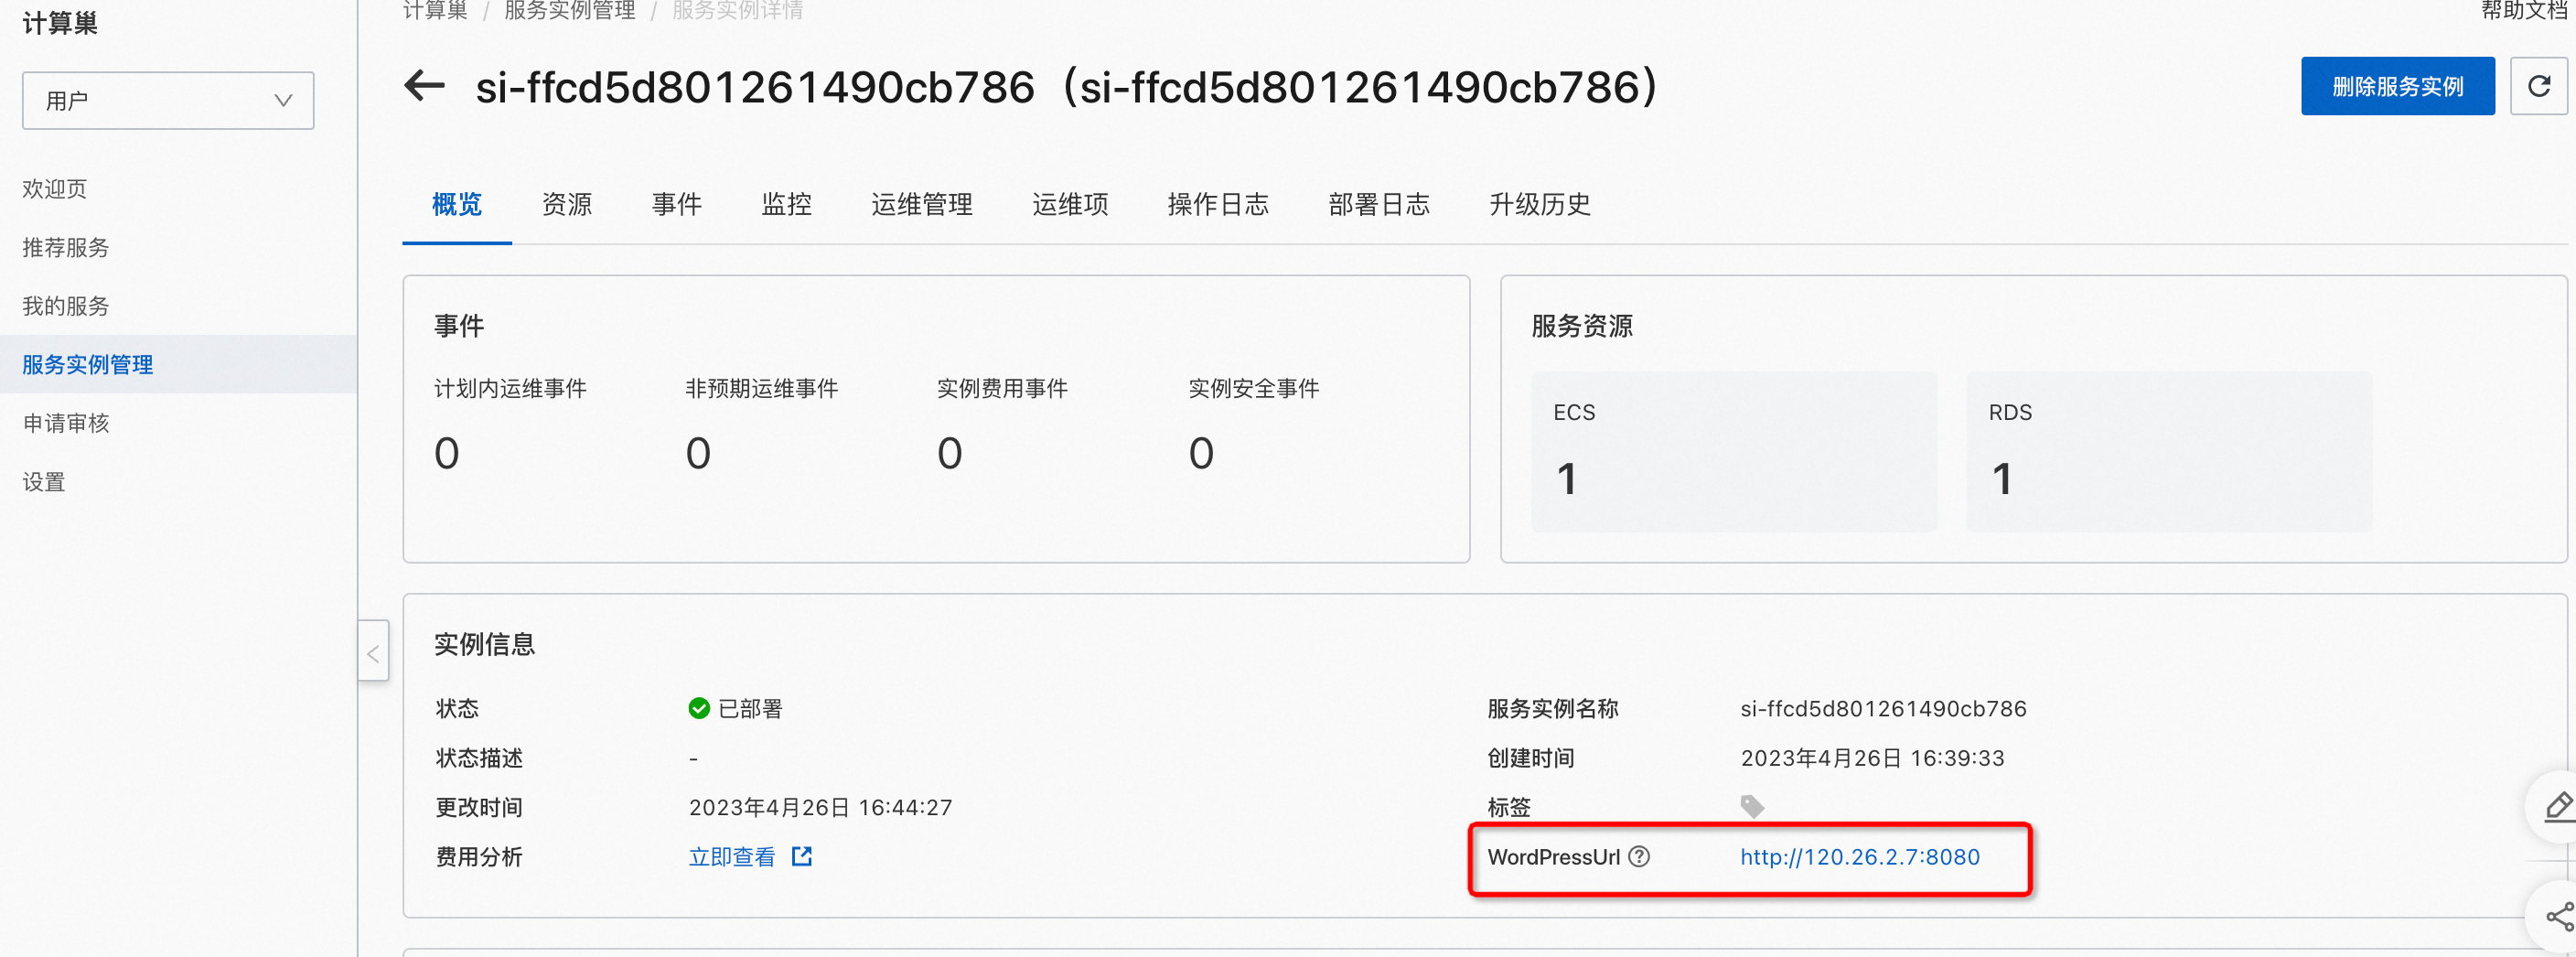 计算巢
用户
欢迎页
推荐服务
我的服务
服务实例管理
申请审核
设置
计算巢 / 服务实例管理 / 服务实例详情
帮助文档
si-ffcd5d801261490cb786（si-ffcd5d801261490cb786）
删除服务实例
概览 资源 事件 监控 运维管理 运维项 操作日志 部署日志 升级历史
事件
计划内运维事件 非预期运维事件 实例费用事件 实例安全事件
0 0 0 0
服务资源
ECS RDS
1 1
实例信息
状态 已部署
服务实例名称 si-ffcd5d801261490cb786
状态描述 -
创建时间 2023年4月26日 16:39:33
更改时间 2023年4月26日 16:44:27
标签
费用分析 立即查看
WordPressUrl http://120.26.2.7:8080